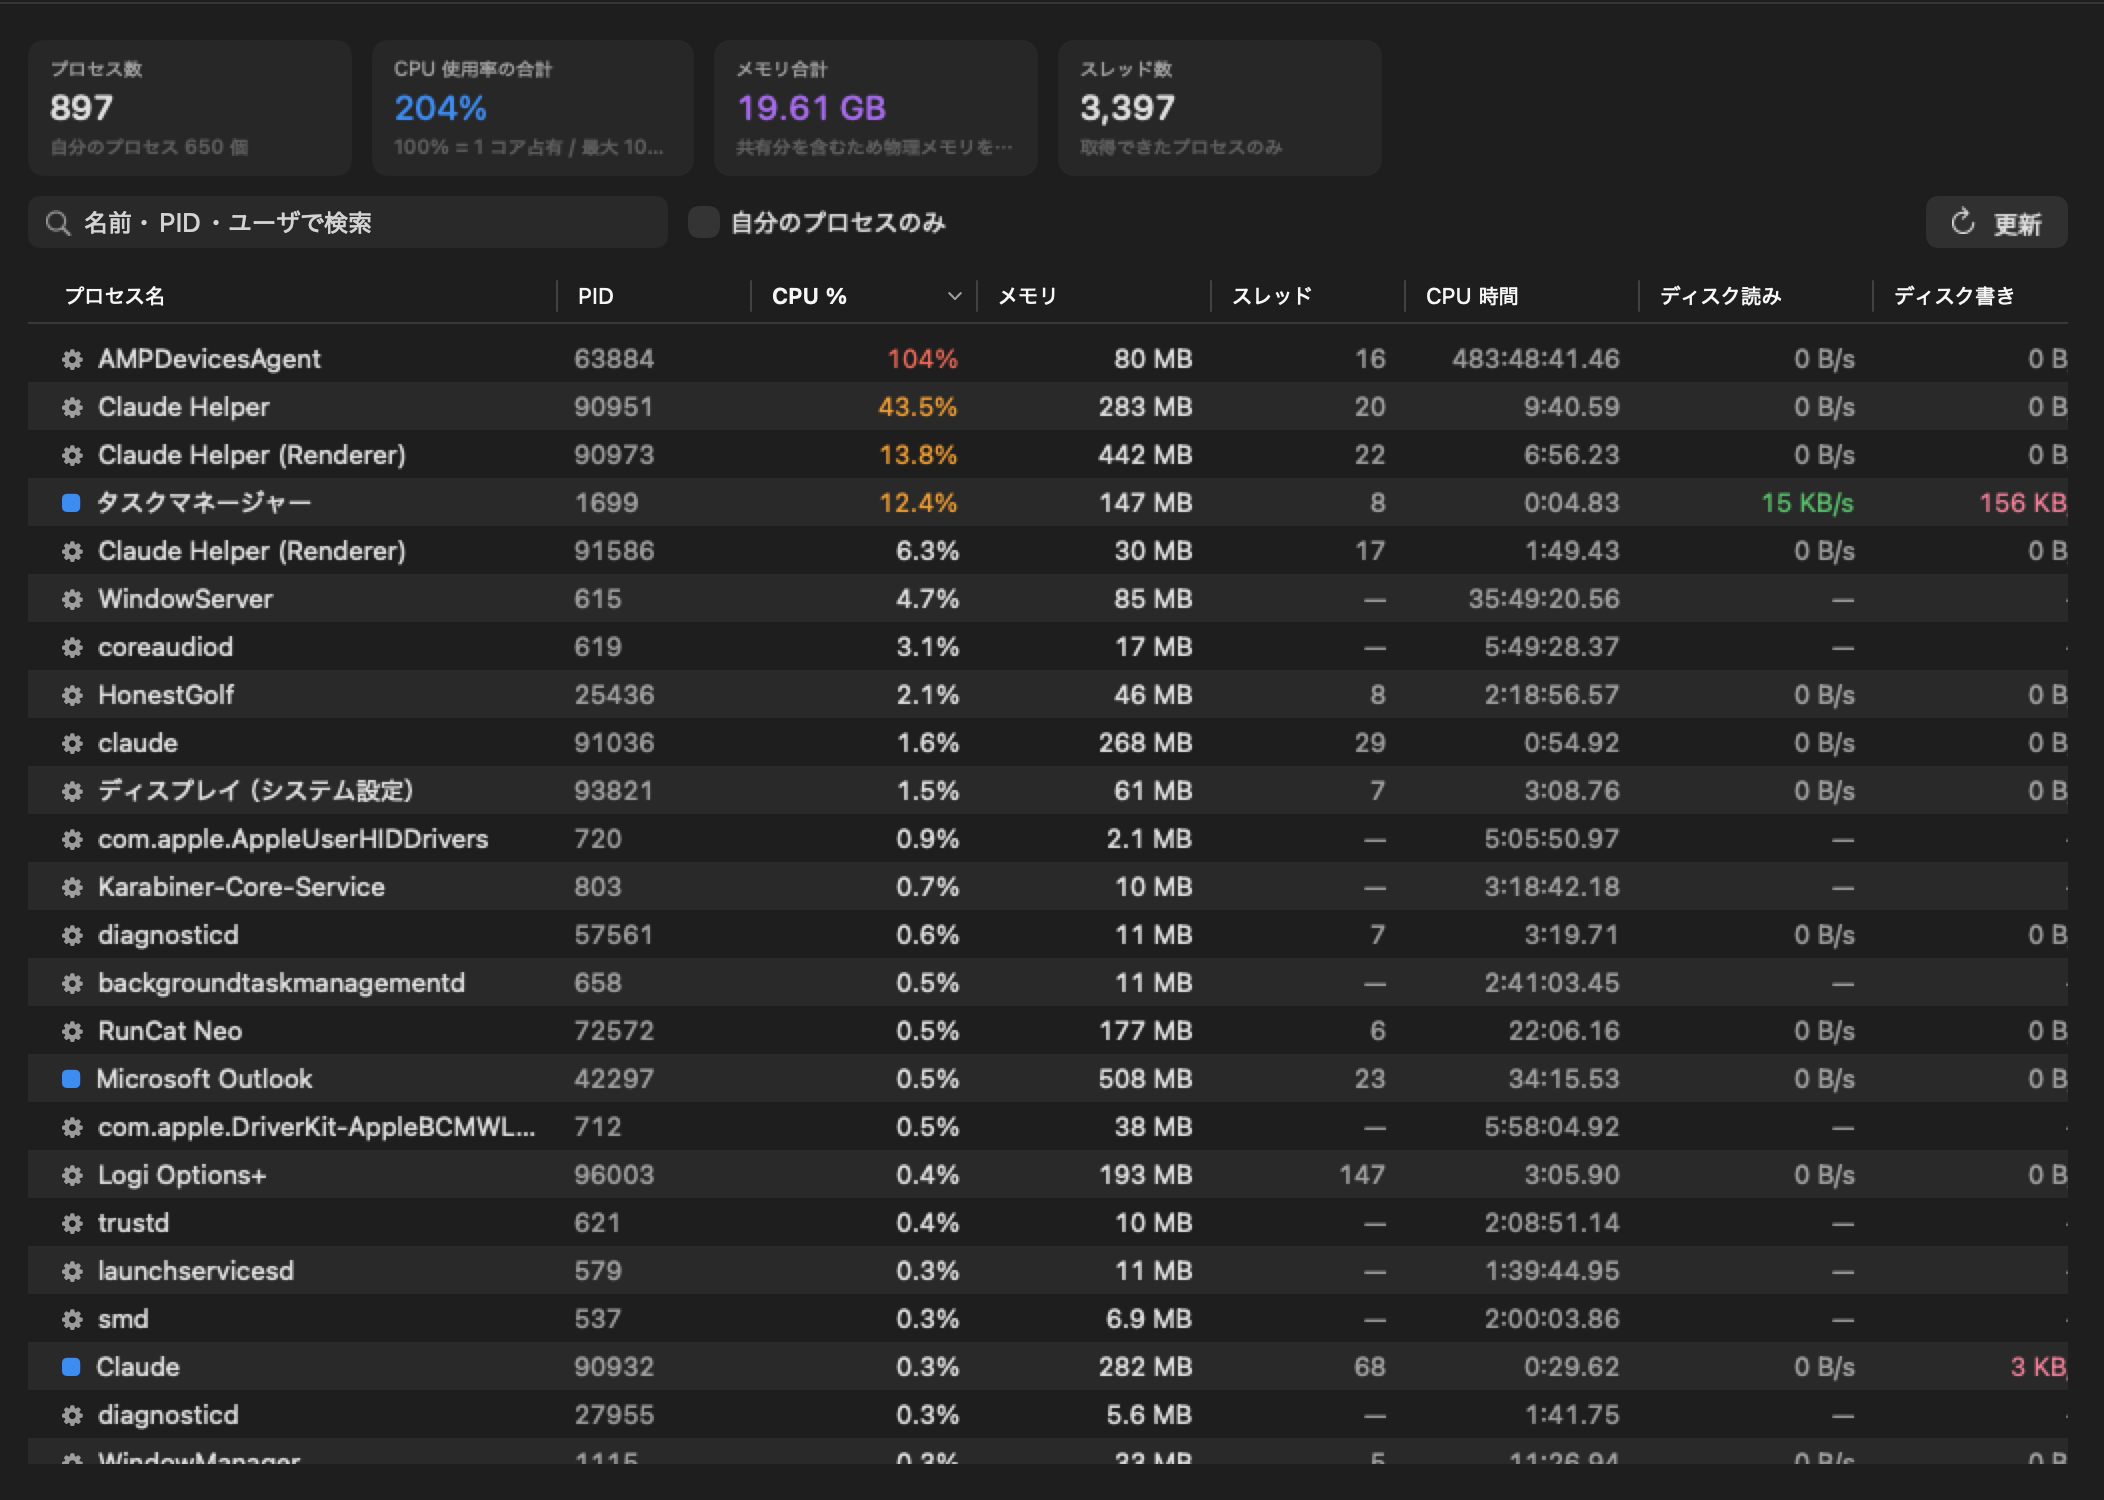 プロセス数
897
自分のプロセス 650 個
CPU 使用率の合計
204%
100% = 1 コア占有 / 最大 10...
メモリ合計
19.61 GB
共有分を含むため物理メモリを…
スレッド数
3,397
取得できたプロセスのみ
名前・PID・ユーザで検索
自分のプロセスのみ
更新
プロセス名 PID CPU % メモリ スレッド CPU 時間 ディスク読み ディスク書き
AMPDevicesAgent 63884 104% 80 MB 16 483:48:41.46 0 B/s 0 B
Claude Helper 90951 43.5% 283 MB 20 9:40.59 0 B/s 0 B
Claude Helper (Renderer) 90973 13.8% 442 MB 22 6:56.23 0 B/s 0 B
タスクマネージャー 1699 12.4% 147 MB 8 0:04.83 15 KB/s 156 KB
Claude Helper (Renderer) 91586 6.3% 30 MB 17 1:49.43 0 B/s 0 B
WindowServer 615 4.7% 85 MB — 35:49:20.56 —
coreaudiod 619 3.1% 17 MB — 5:49:28.37 —
HonestGolf 25436 2.1% 46 MB 8 2:18:56.57 0 B/s 0 B
claude 91036 1.6% 268 MB 29 0:54.92 0 B/s 0 B
ディスプレイ（システム設定） 93821 1.5% 61 MB 7 3:08.76 0 B/s 0 B
com.apple.AppleUserHIDDrivers 720 0.9% 2.1 MB — 5:05:50.97 —
Karabiner-Core-Service 803 0.7% 10 MB — 3:18:42.18 —
diagnosticd 57561 0.6% 11 MB 7 3:19.71 0 B/s 0 B
backgroundtaskmanagementd 658 0.5% 11 MB — 2:41:03.45 —
RunCat Neo 72572 0.5% 177 MB 6 22:06.16 0 B/s 0 B
Microsoft Outlook 42297 0.5% 508 MB 23 34:15.53 0 B/s 0 B
com.apple.DriverKit-AppleBCMWL... 712 0.5% 38 MB — 5:58:04.92 —
Logi Options+ 96003 0.4% 193 MB 147 3:05.90 0 B/s 0 B
trustd 621 0.4% 10 MB — 2:08:51.14 —
launchservicesd 579 0.3% 11 MB — 1:39:44.95 —
smd 537 0.3% 6.9 MB — 2:00:03.86 —
Claude 90932 0.3% 282 MB 68 0:29.62 0 B/s 3 KB
diagnosticd 27955 0.3% 5.6 MB — 1:41.75 —
WindowManager 1115 0.3% 33 MB 5 11:26.94 0 B/s 0 B